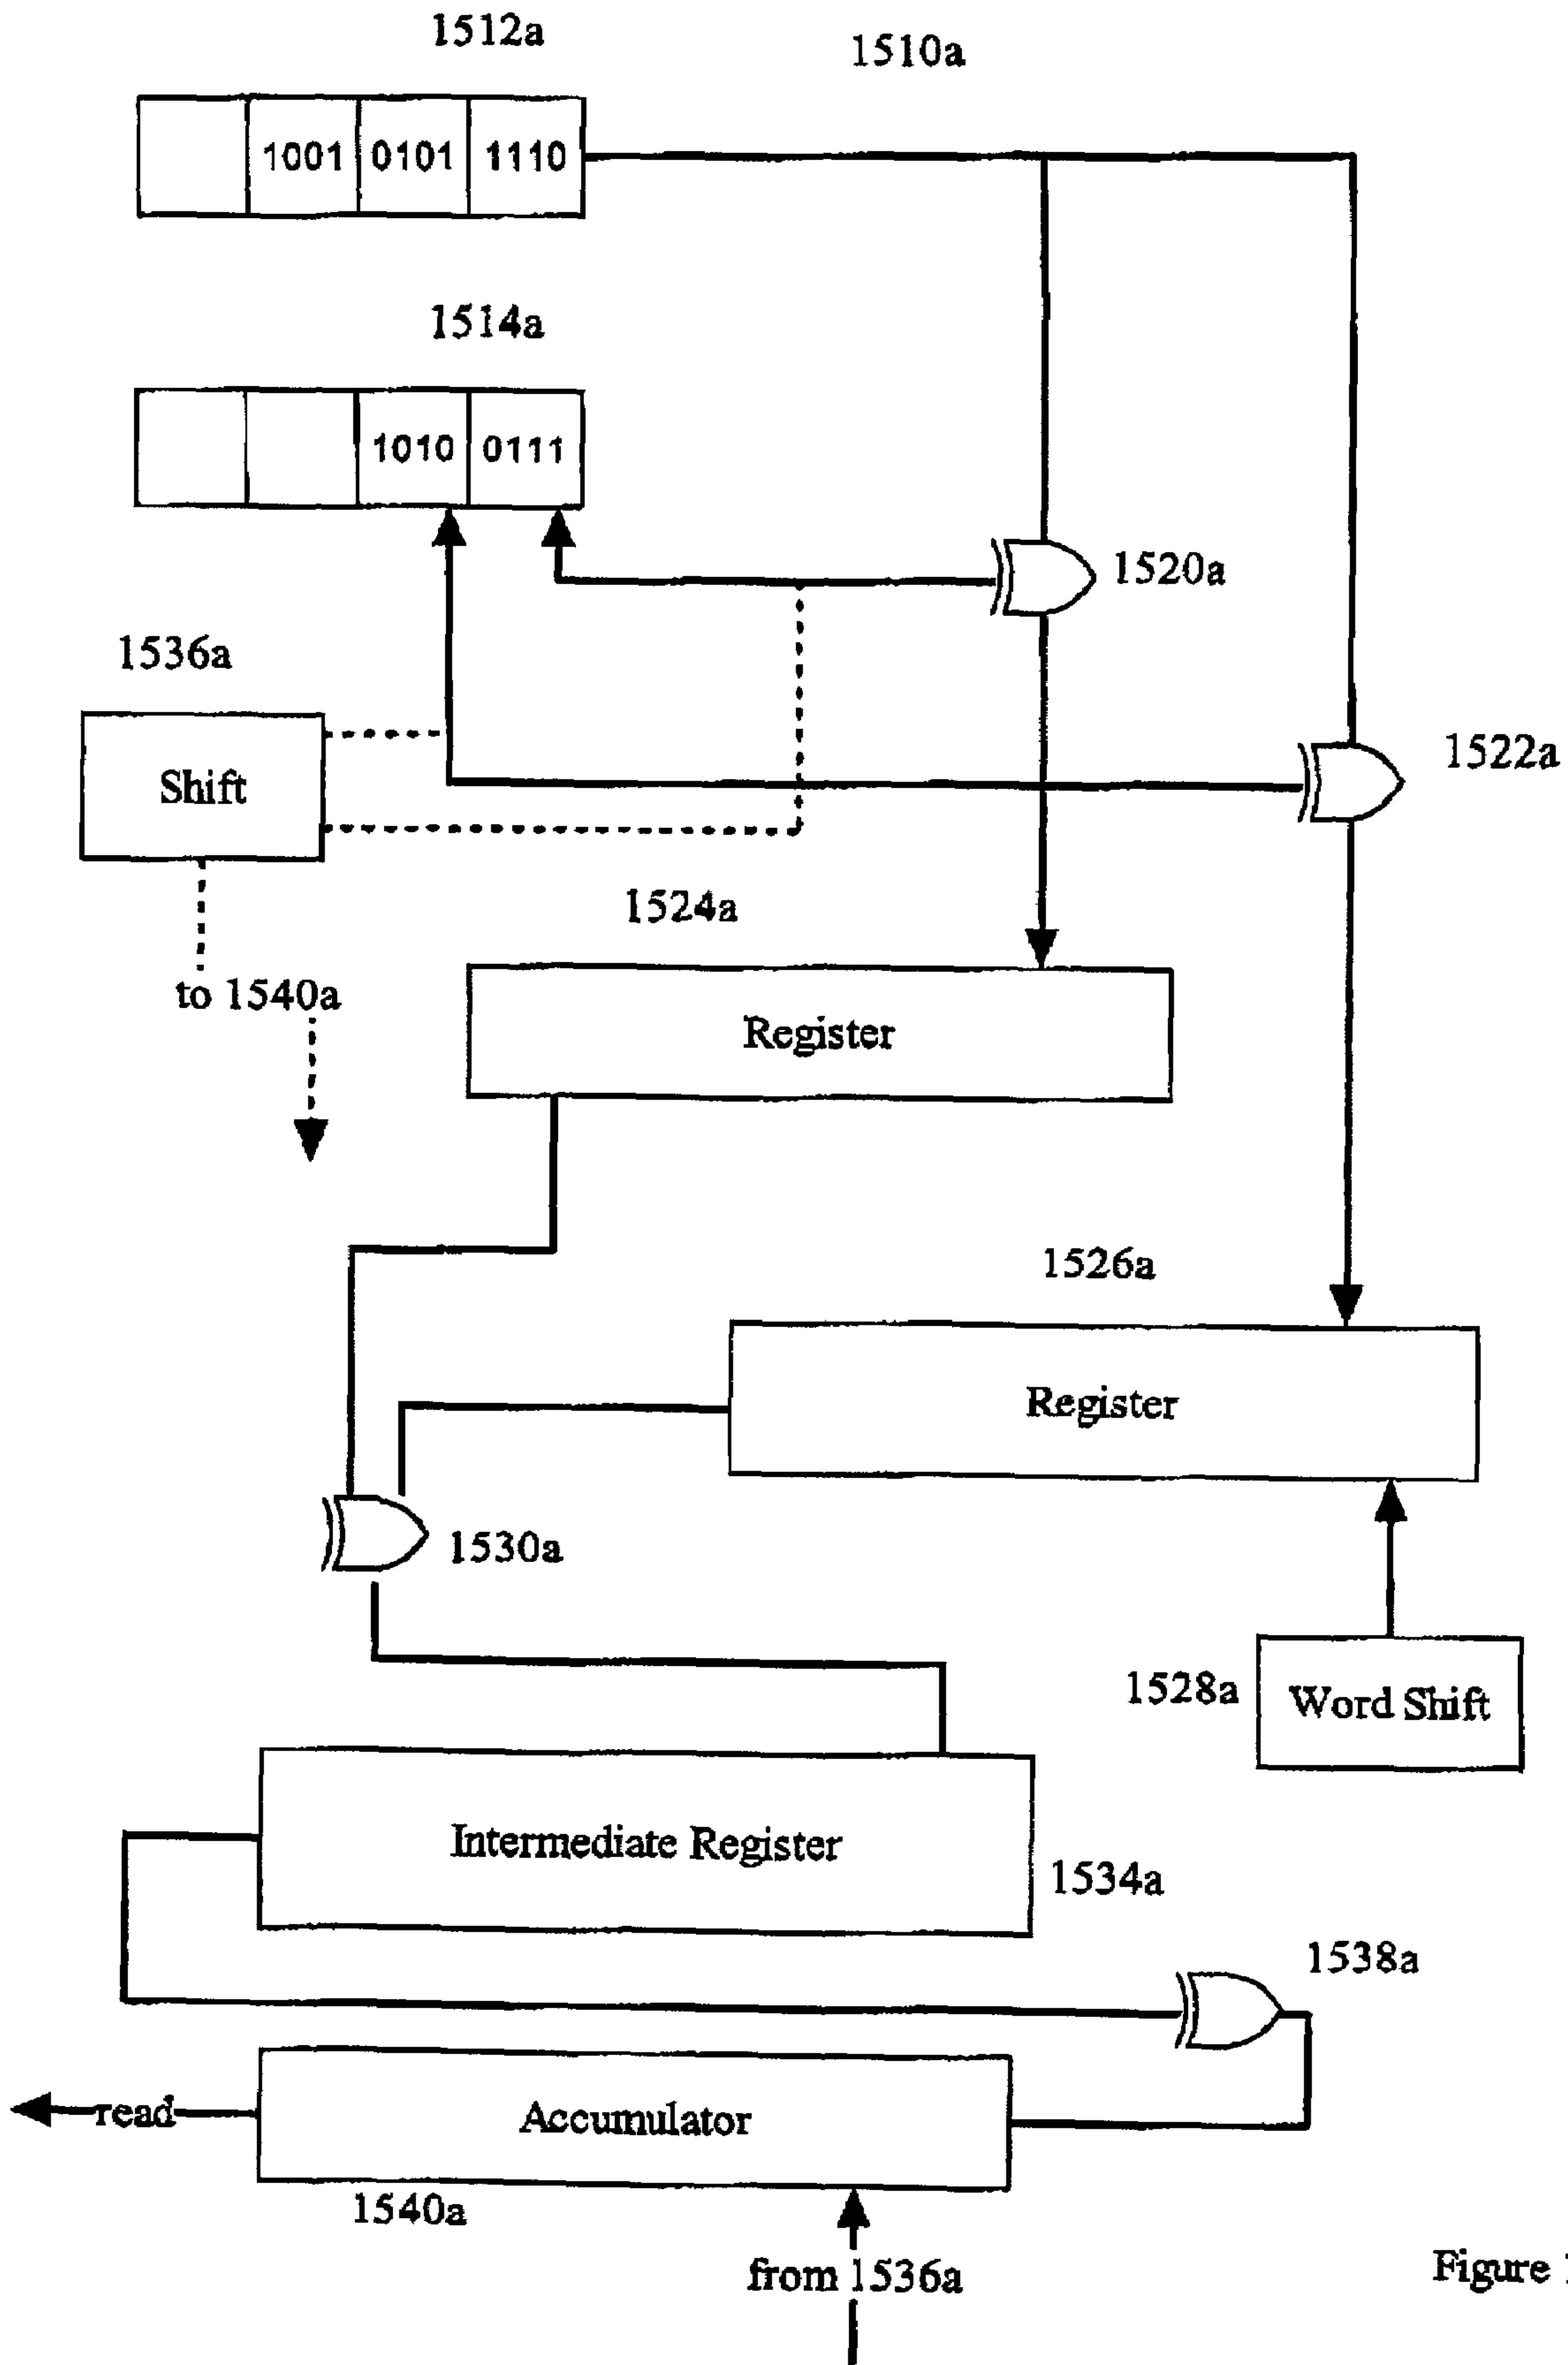 1512a
1510a
1001 0101 1110
1514a
1010 0111
1520a
1536a
1522a
Shift
1524a
to 1540a
Register
1526a
Register
1530a
1528a
Word Shift
Intermediate Register
1534a
1538a
read
Accumulator
1540a
from 1536a
Figure